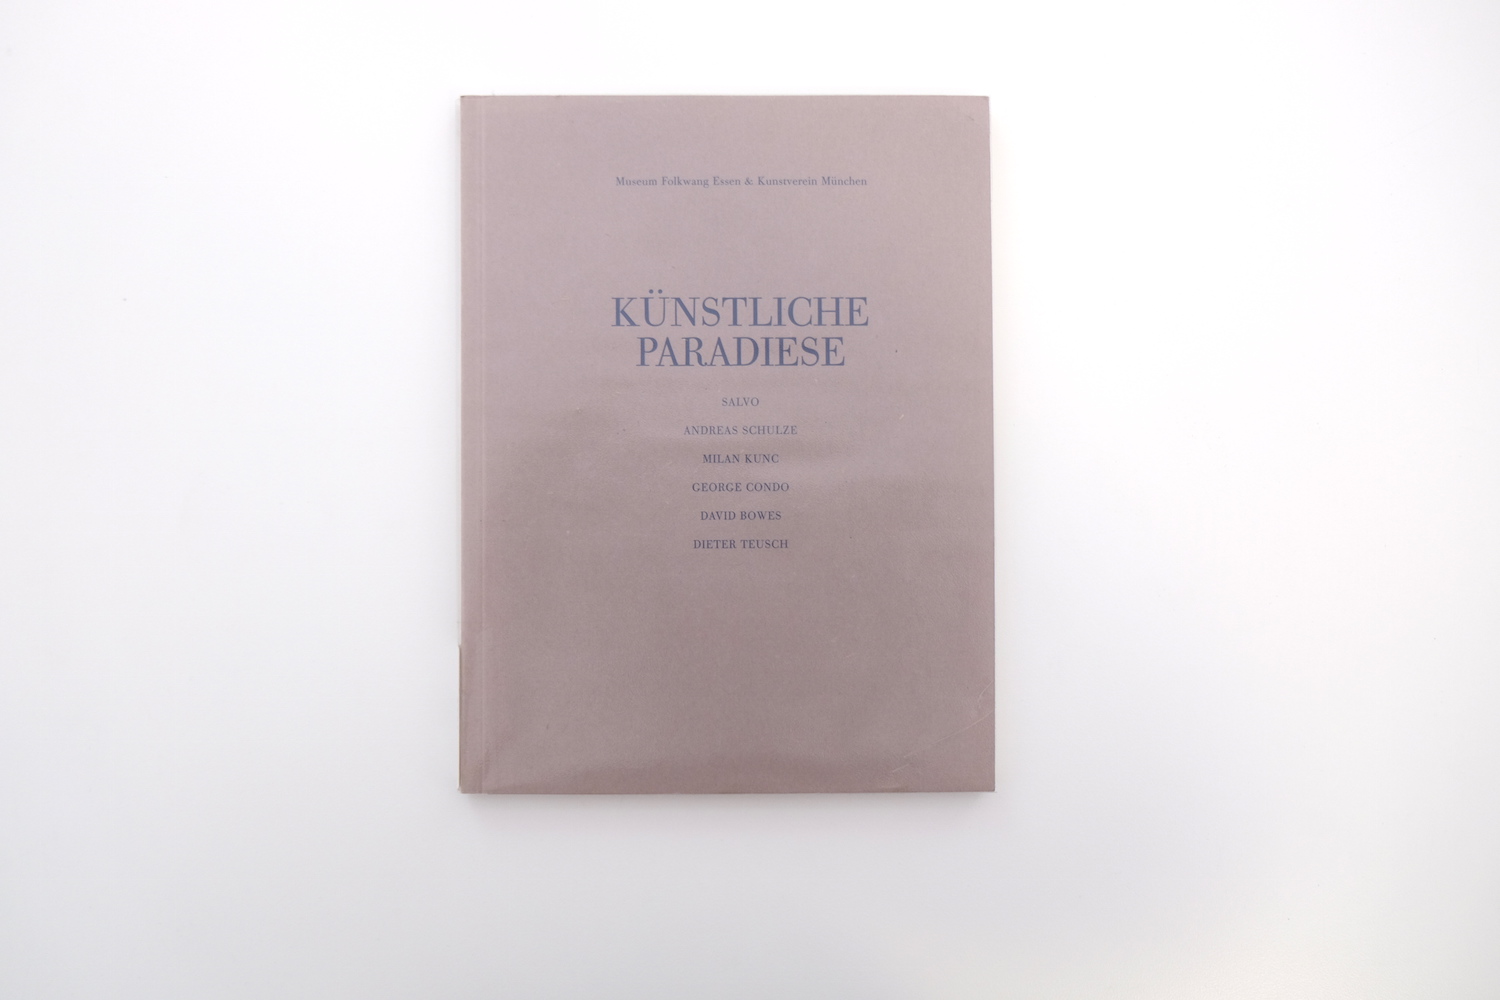 Museum Folkwang Essen & Kunstverein München
KÜNSTLICHE
PARADIESE
SALVO
ANDREAS SCHULZE
MILAN KUNC
GEORGE CONDO
DAVID BOWES
DIETER TEUSCH